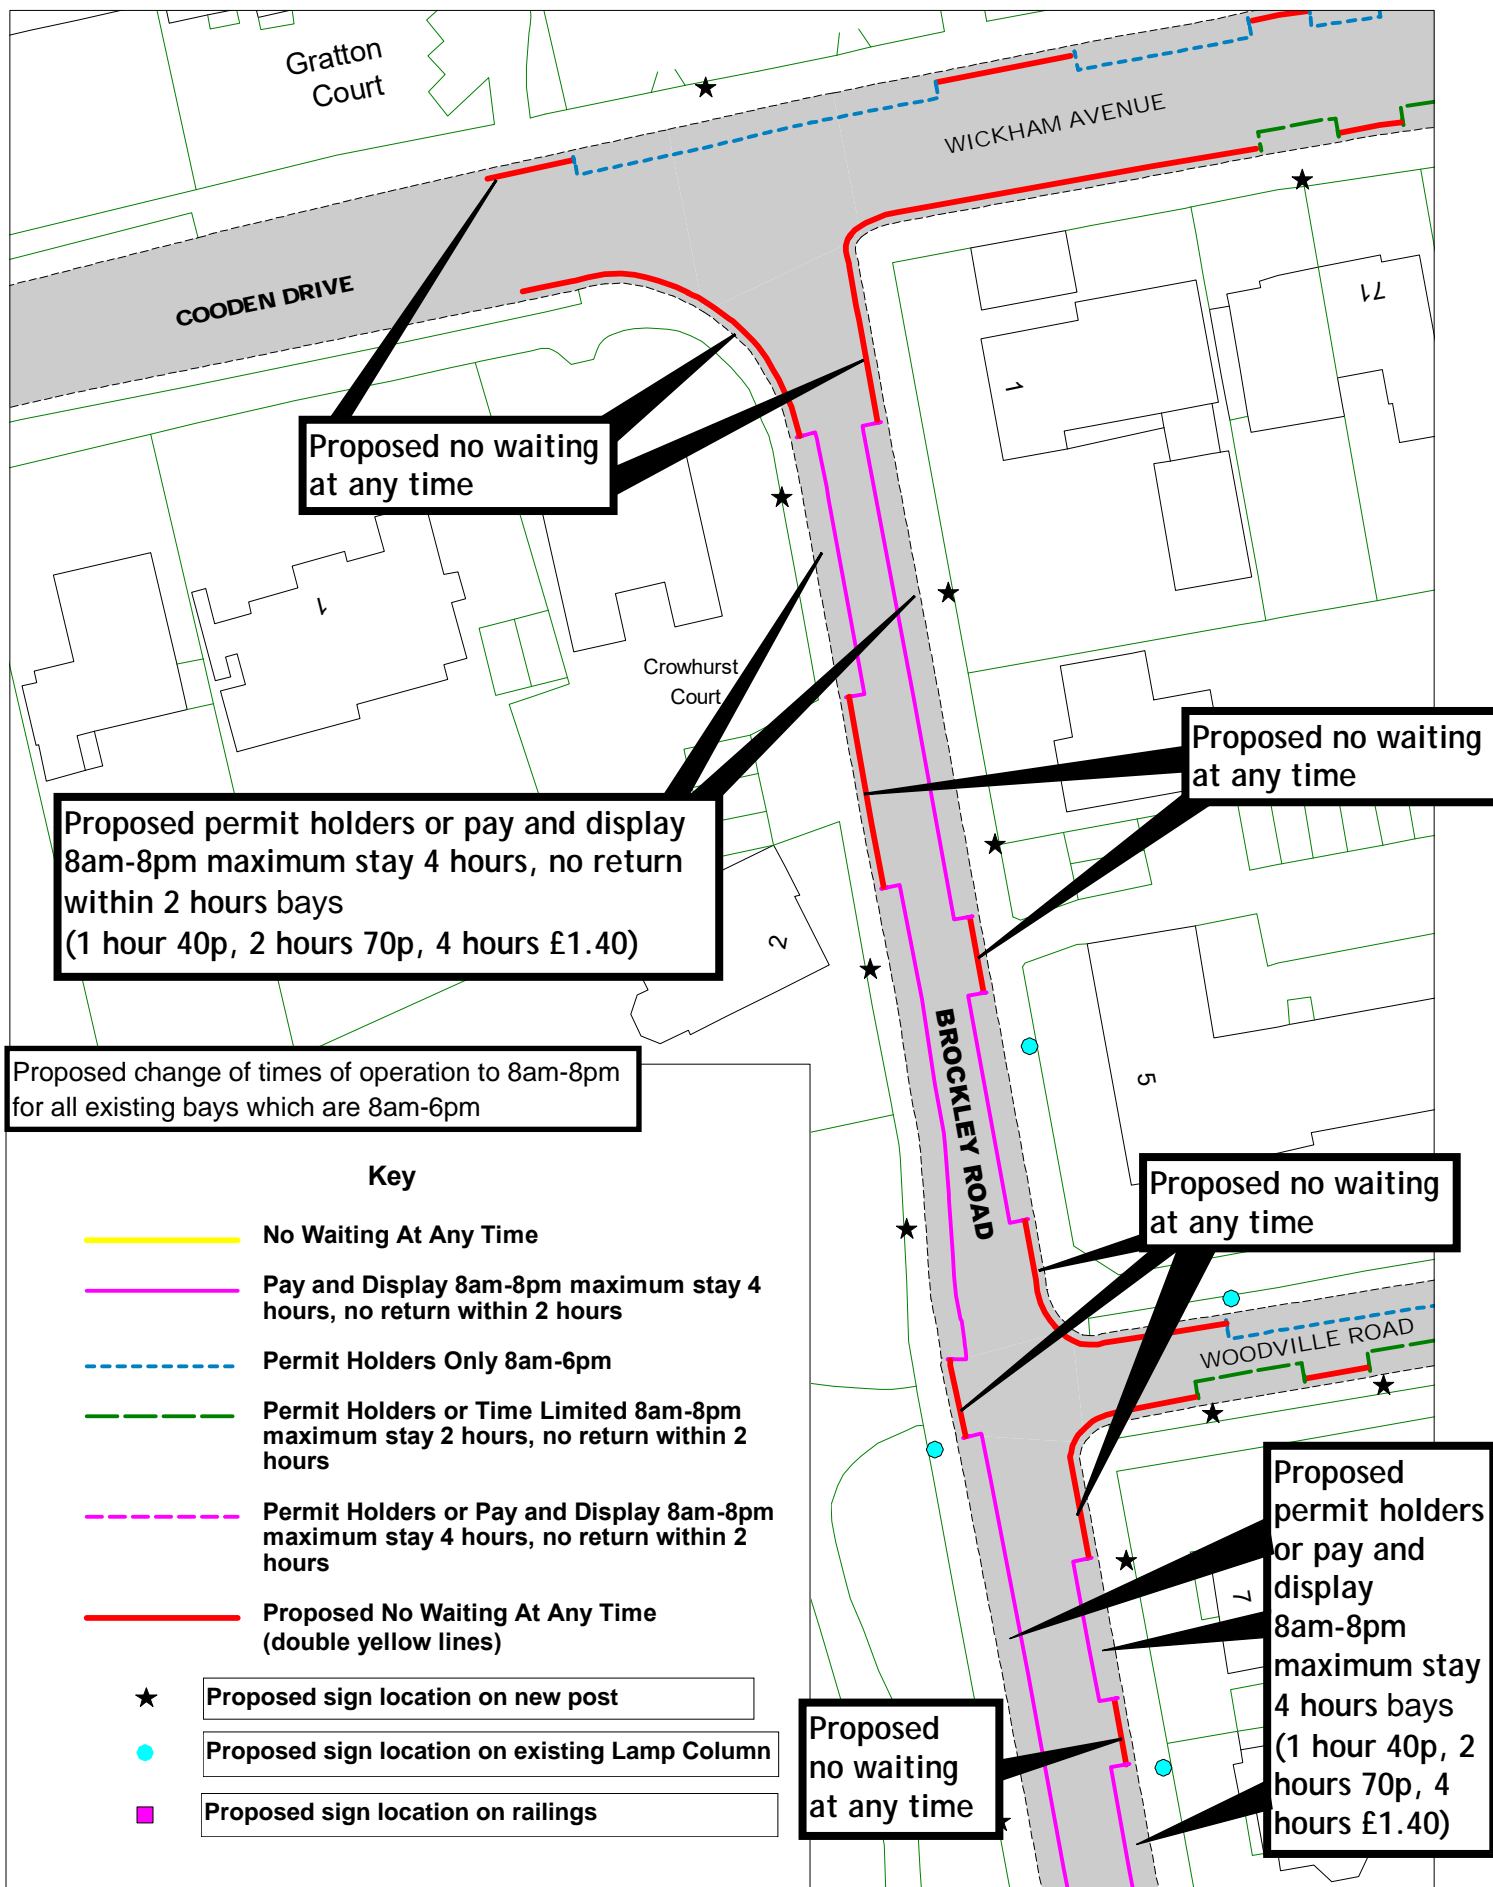 Gratton
Court
WICKHAM AVENUE
COODEN DRIVE
71
1
Proposed no waiting
at any time
1
Crowhurst
Court
Proposed no waiting
at any time
Proposed permit holders or pay and display
8am-8pm maximum stay 4 hours, no return
within 2 hours bays
(1 hour 40p, 2 hours 70p, 4 hours £1.40)
2
BROCKLEY ROAD
5
Proposed change of times of operation to 8am-8pm
for all existing bays which are 8am-6pm
Proposed no waiting
at any time
WOODVILLE ROAD
Key
No Waiting At Any Time
Pay and Display 8am-8pm maximum stay 4
hours, no return within 2 hours
Permit Holders Only 8am-6pm
Permit Holders or Time Limited 8am-8pm
maximum stay 2 hours, no return within 2
hours
Permit Holders or Pay and Display 8am-8pm
maximum stay 4 hours, no return within 2
hours
Proposed No Waiting At Any Time
(double yellow lines)
Proposed sign location on new post
Proposed sign location on existing Lamp Column
Proposed sign location on railings
7
Proposed
permit holders
or pay and
display
8am-8pm
maximum stay
4 hours bays
(1 hour 40p, 2
hours 70p, 4
hours £1.40)
Proposed
no waiting
at any time